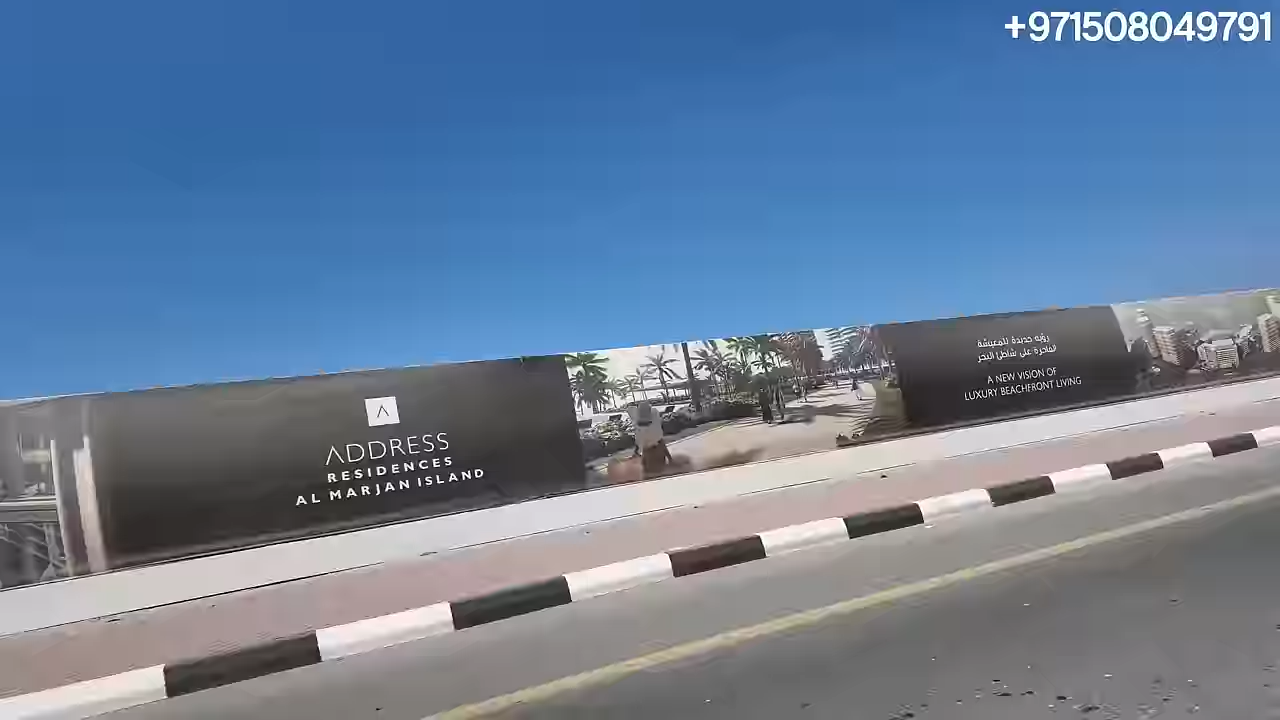 +971508049791
ADDRESS
RESIDENCES
AL MARJAN ISLAND
رؤية جديدة للمعيشة
الفاخرة على شاطئ البحر
A NEW VISION OF
LUXURY BEACHFRONT LIVING